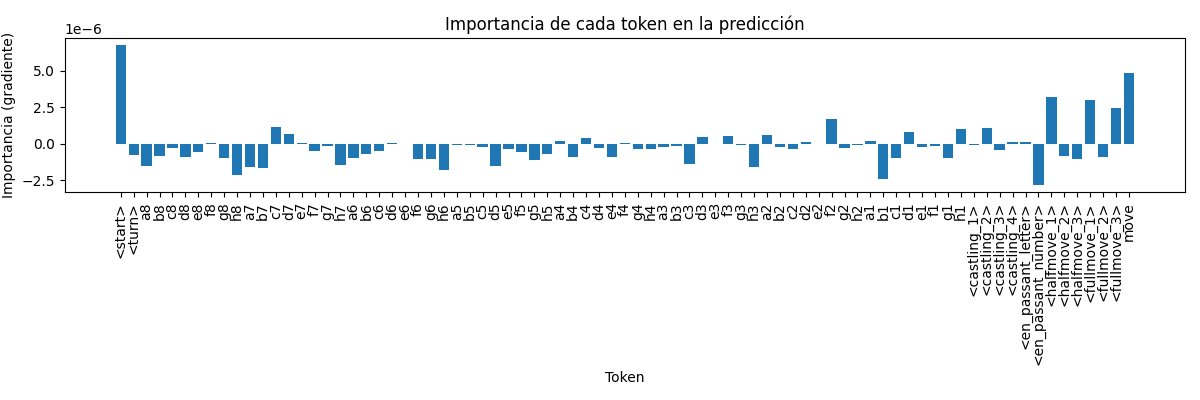 Importancia de cada token en la predicción
1e−6
Importancia (gradiente)
5.0
2.5
0.0
−2.5
<start>
<turn>
a8
b8
c8
d8
e8
f8
g8
h8
a7
b7
c7
d7
e7
f7
g7
h7
a6
b6
c6
d6
e6
f6
g6
h6
a5
b5
c5
d5
e5
f5
g5
h5
a4
b4
c4
d4
e4
f4
g4
h4
a3
b3
c3
d3
e3
f3
g3
h3
a2
b2
c2
d2
e2
f2
g2
h2
a1
b1
c1
d1
e1
f1
g1
h1
<castling_1>
<castling_2>
<castling_3>
<castling_4>
<en_passant_letter>
<en_passant_number>
<halfmove_1>
<halfmove_2>
<halfmove_3>
<fullmove_1>
<fullmove_2>
<fullmove_3>
move
Token